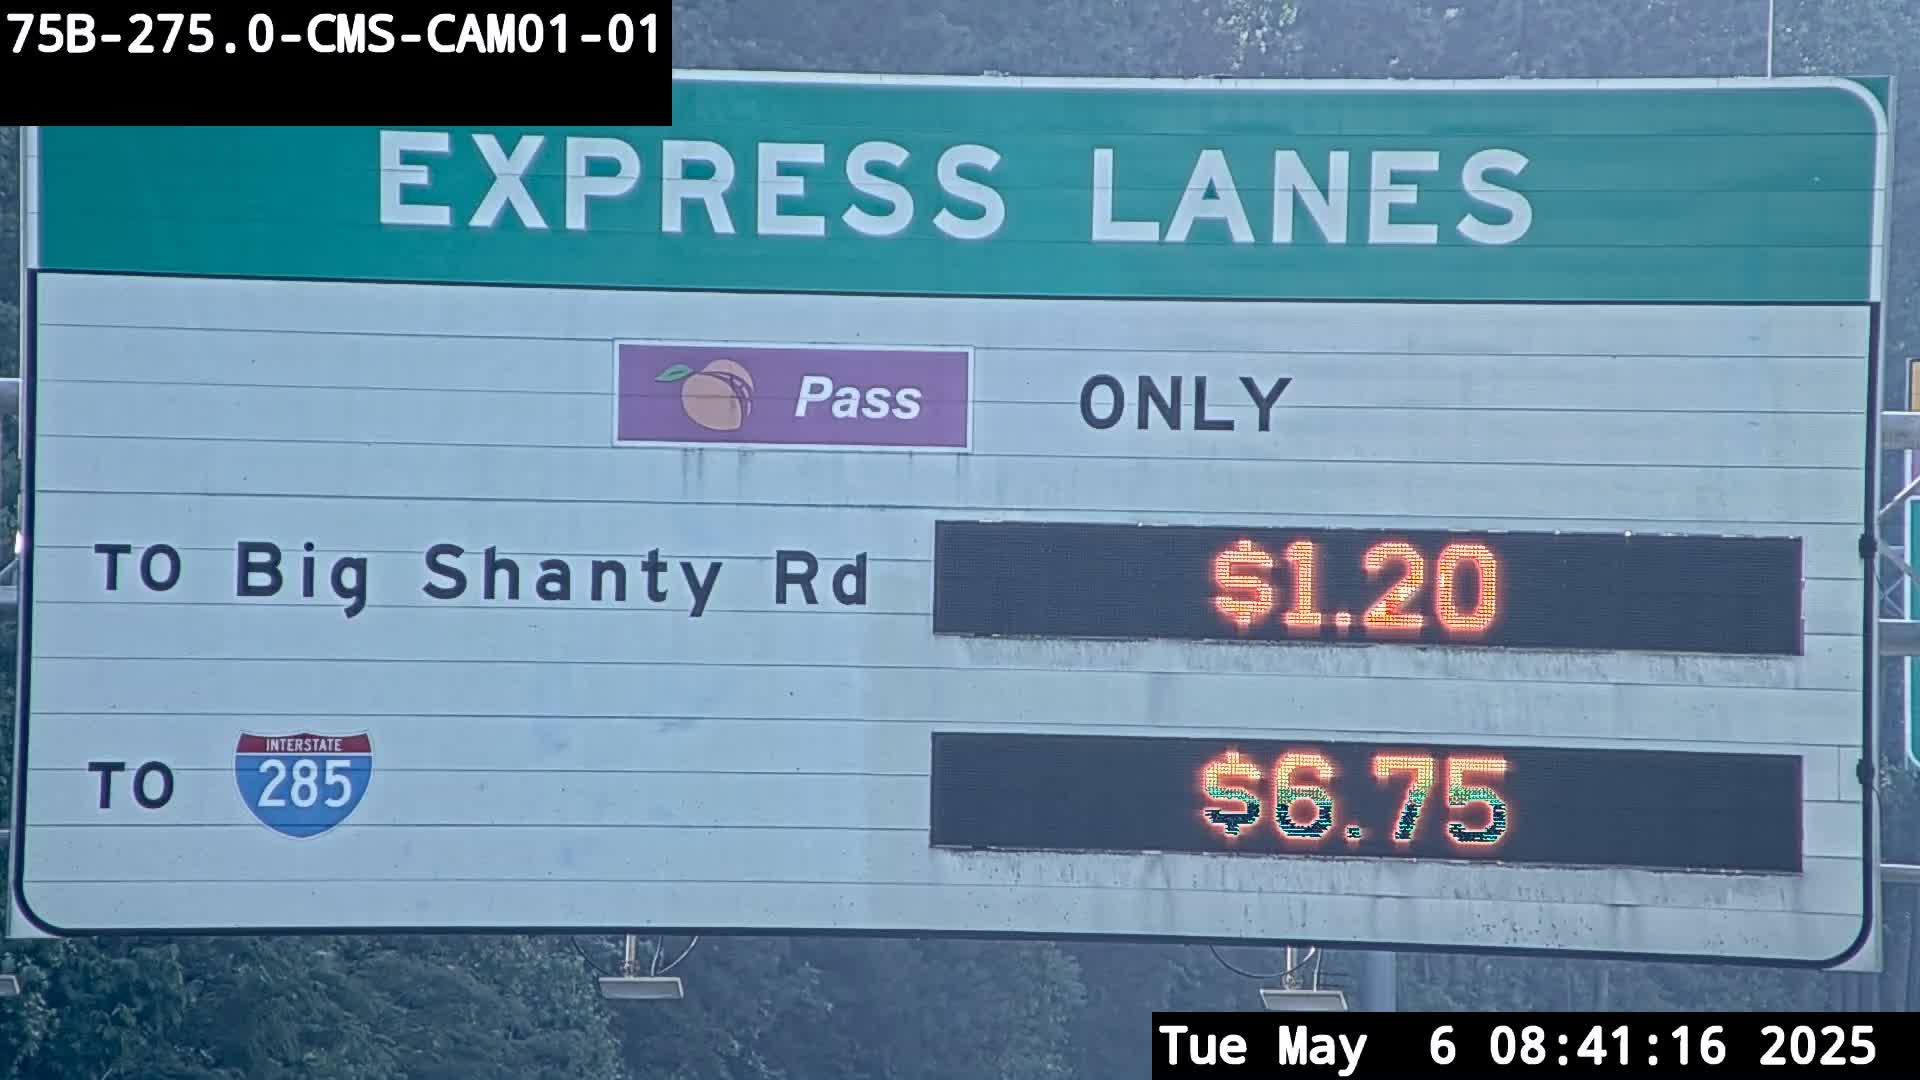 75B-275.0-CMS-CAM01-01
EXPRESS LANES
Pass ONLY
TO Big Shanty Rd $1.20
INTERSTATE
TO 285 $6.75
Tue May 6 08:41:16 2025